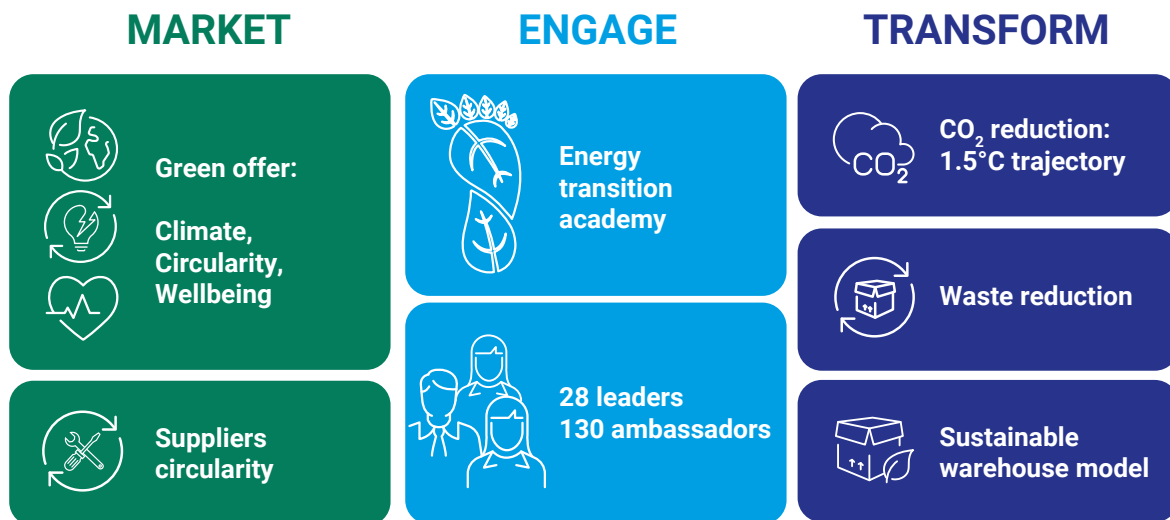 MARKET
Green offer:
Climate,
Circularity,
Wellbeing
Suppliers
circularity
ENGAGE
Energy
transition
academy
28 leaders
130 ambassadors
TRANSFORM
CO₂
CO₂ reduction:
1.5°C trajectory
Waste reduction
Sustainable
warehouse model